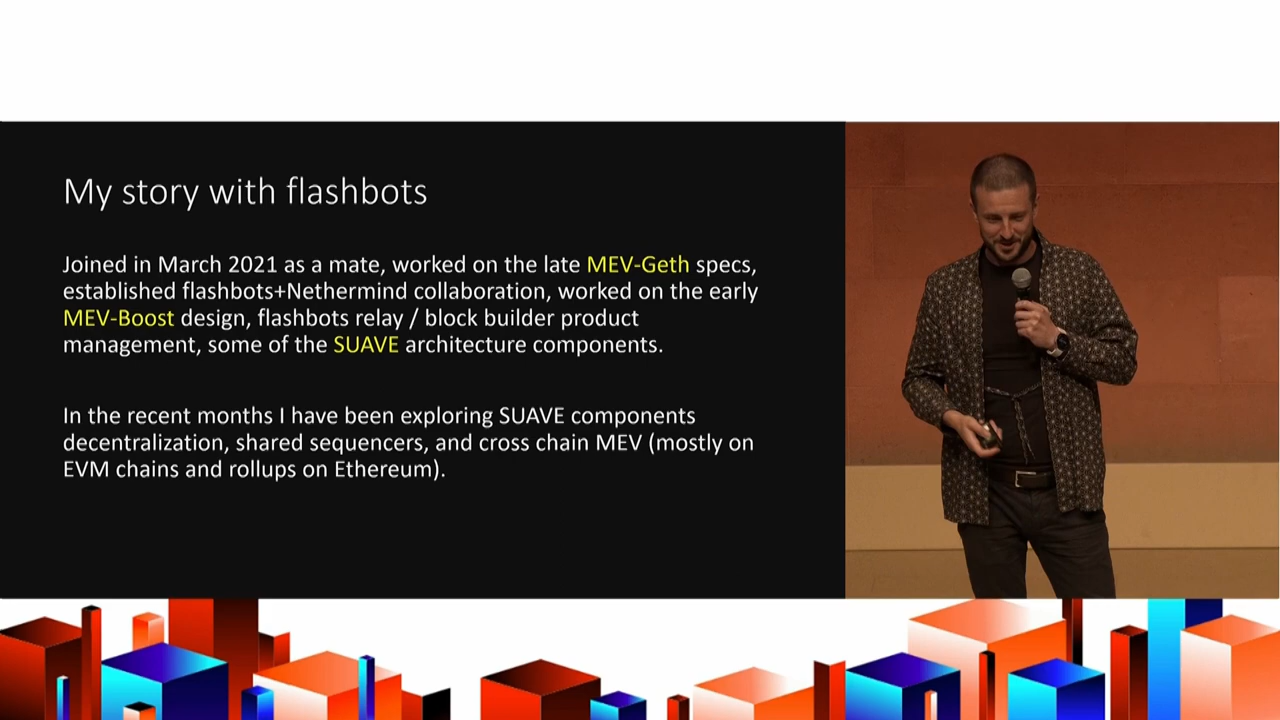 My story with flashbots
Joined in March 2021 as a mate, worked on the late MEV-Geth specs,
established flashbots+Nethermind collaboration, worked on the early
MEV-Boost design, flashbots relay / block builder product
management, some of the SUAVE architecture components.
In the recent months I have been exploring SUAVE components
decentralization, shared sequencers, and cross chain MEV (mostly on
EVM chains and rollups on Ethereum).